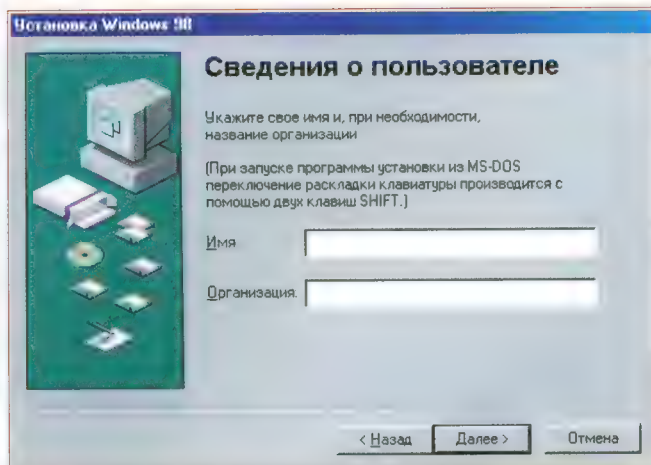 Установка Windows 98
Сведения о пользователе
Укажите свое имя и, при необходимости,
название организации
(При запуске программы установки из MS-DOS
переключение раскладки клавиатуры производится с
помощью двух клавиш SHIFT.)
Имя
Организация.
< Назад
Далее >
Отмена